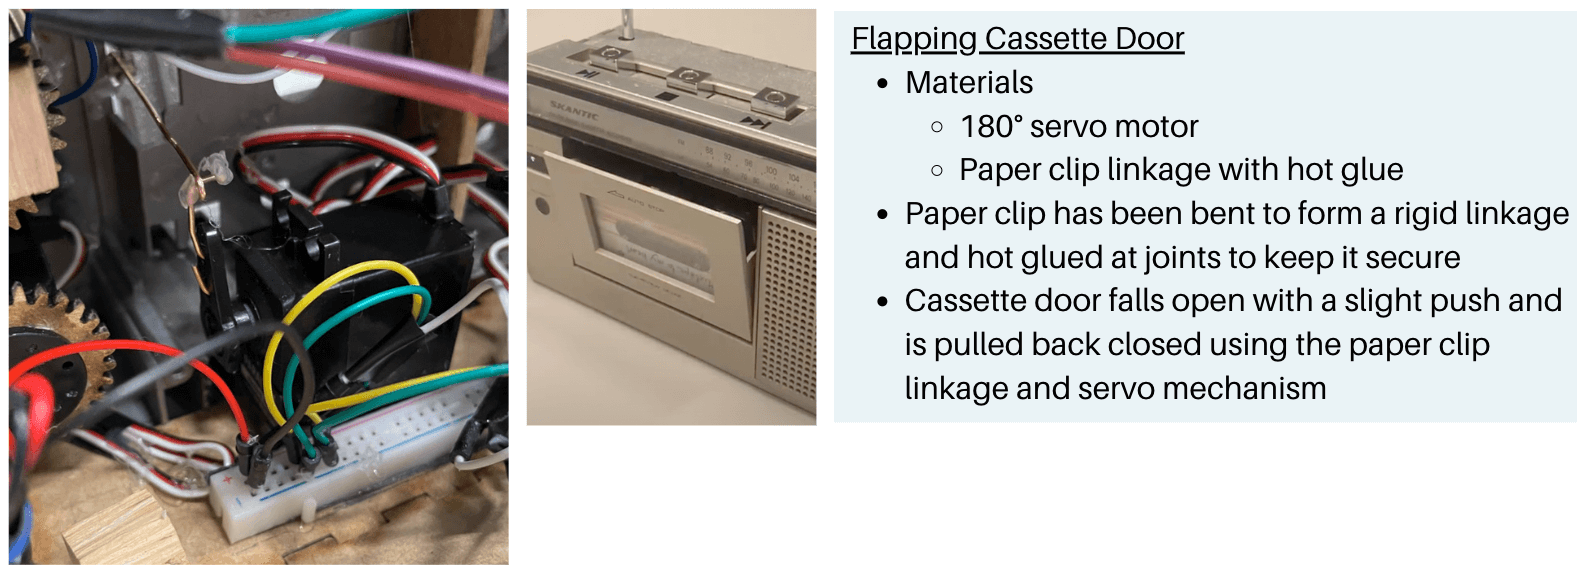 SKANTIC
Flapping Cassette Door
Materials
180° servo motor
Paper clip linkage with hot glue
Paper clip has been bent to form a rigid linkage
and hot glued at joints to keep it secure
Cassette door falls open with a slight push and
is pulled back closed using the paper clip
linkage and servo mechanism